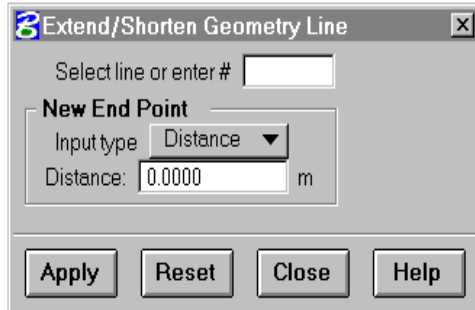 Extend/Shorten Geometry Line
Select line or enter #
New End Point
Input type Distance
Distance: 0.0000 m
Apply Reset Close Help